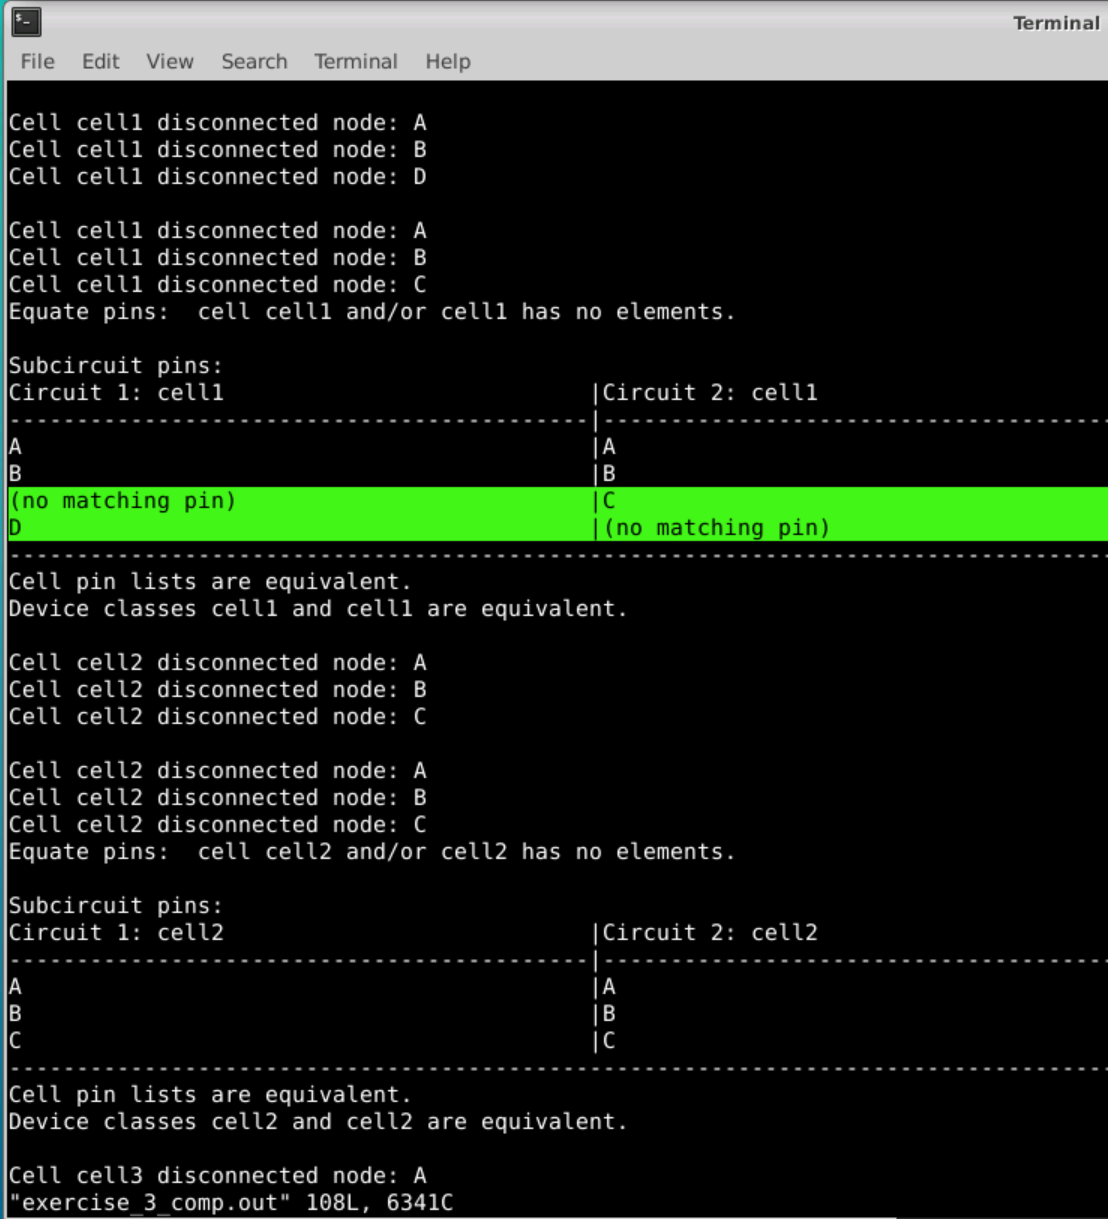 Terminal
File Edit View Search Terminal Help
Cell cell1 disconnected node: A
Cell cell1 disconnected node: B
Cell cell1 disconnected node: D
Cell cell1 disconnected node: A
Cell cell1 disconnected node: B
Cell cell1 disconnected node: C
Equate pins:  cell cell1 and/or cell1 has no elements.
Subcircuit pins:
Circuit 1: cell1                           |Circuit 2: cell1
-------------------------------------------|--------------------------------------
A                                          |A
B                                          |B
(no matching pin)                          |C
D                                          |(no matching pin)
----------------------------------------------------------------------------------
Cell pin lists are equivalent.
Device classes cell1 and cell1 are equivalent.
Cell cell2 disconnected node: A
Cell cell2 disconnected node: B
Cell cell2 disconnected node: C
Cell cell2 disconnected node: A
Cell cell2 disconnected node: B
Cell cell2 disconnected node: C
Equate pins:  cell cell2 and/or cell2 has no elements.
Subcircuit pins:
Circuit 1: cell2                           |Circuit 2: cell2
-------------------------------------------|--------------------------------------
A                                          |A
B                                          |B
C                                          |C
----------------------------------------------------------------------------------
Cell pin lists are equivalent.
Device classes cell2 and cell2 are equivalent.
Cell cell3 disconnected node: A
"exercise_3_comp.out" 108L, 6341C